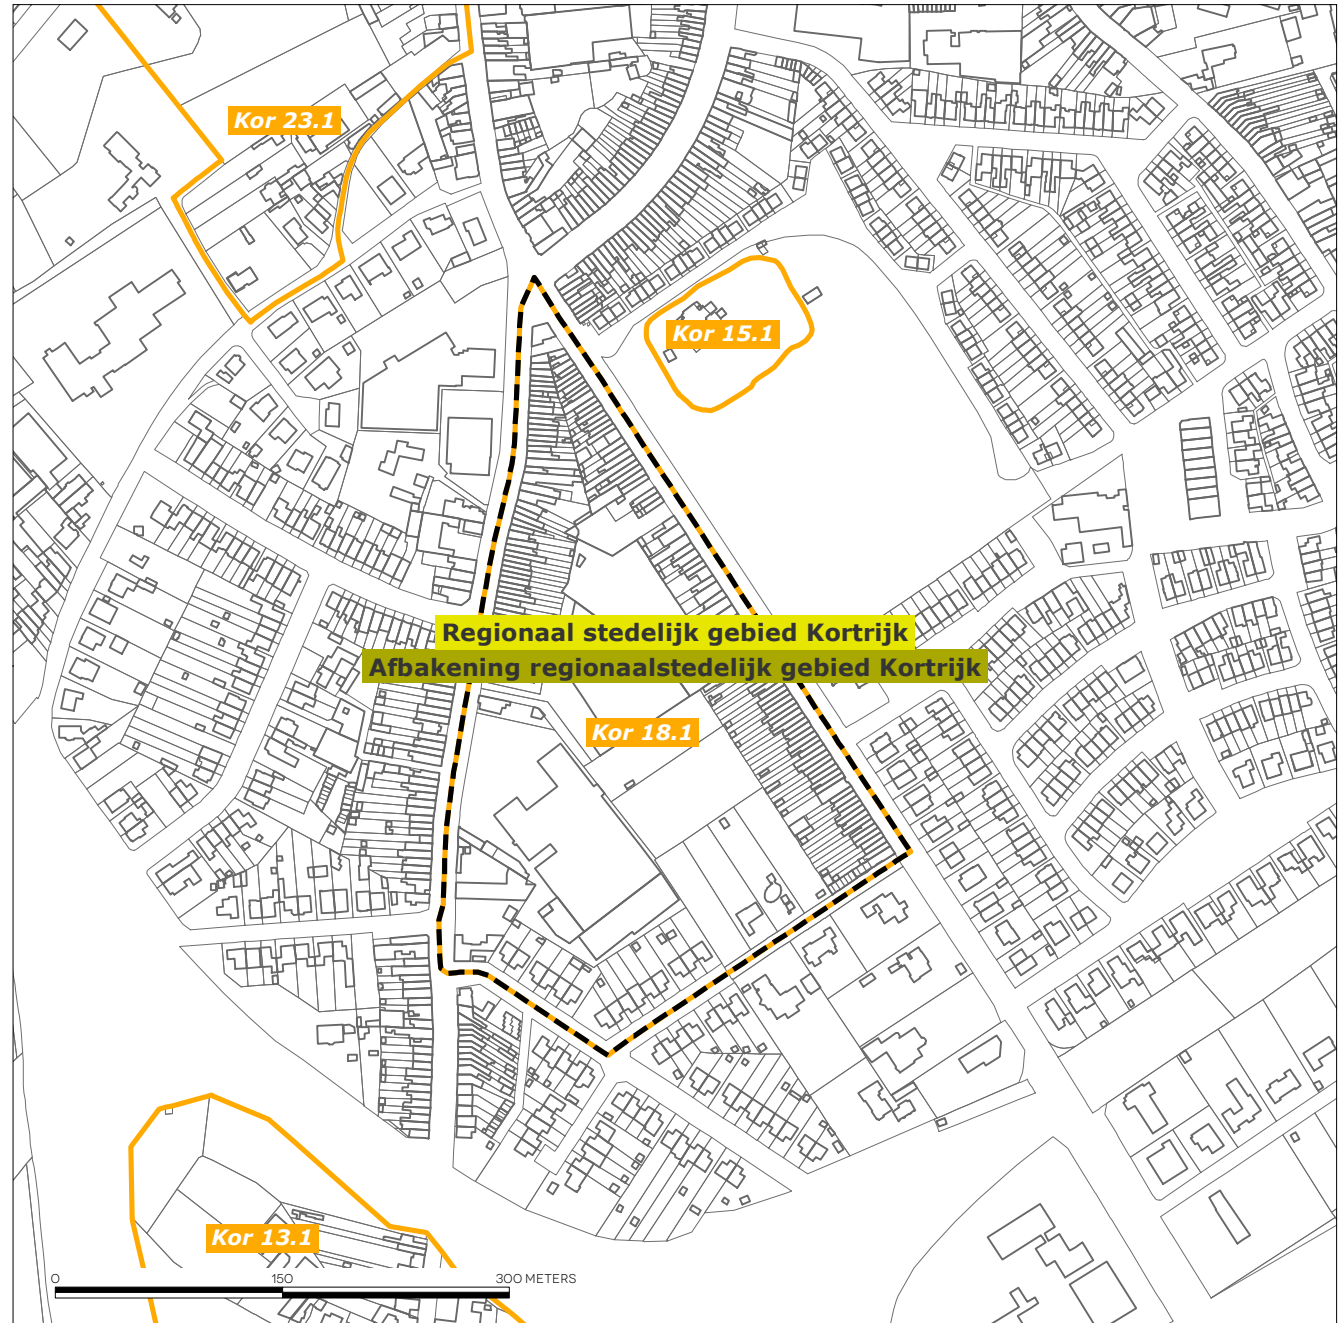 Kor 23.1
Kor 15.1
Regionaal stedelijk gebied Kortrijk
Afbakening regionaalstedelijk gebied Kortrijk
Kor 18.1
Kor 13.1
0 150 300 METERS